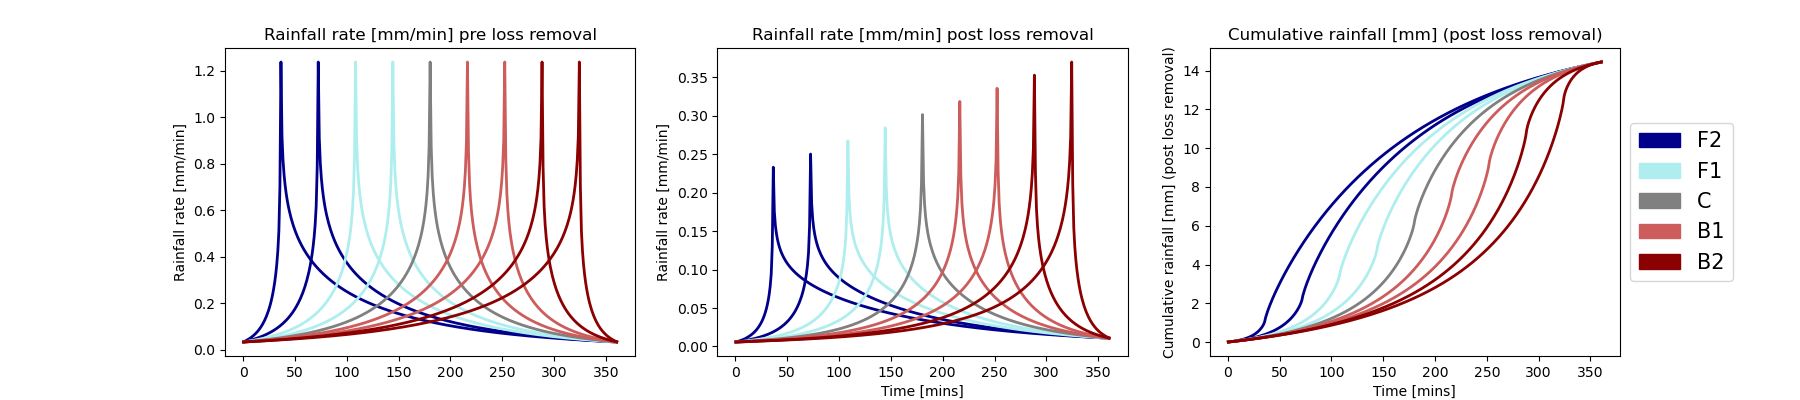 Rainfall rate [mm/min] pre loss removal
Rainfall rate [mm/min]
1.2
1.0
0.8
0.6
0.4
0.2
0.0
0 50 100 150 200 250 300 350
Rainfall rate [mm/min] post loss removal
Rainfall rate [mm/min]
0.35
0.30
0.25
0.20
0.15
0.10
0.05
0.00
0 50 100 150 200 250 300 350
Time [mins]
Cumulative rainfall [mm] (post loss removal)
Cumulative rainfall [mm] (post loss removal)
14
12
10
8
6
4
2
0
0 50 100 150 200 250 300 350
Time [mins]
F2
F1
C
B1
B2